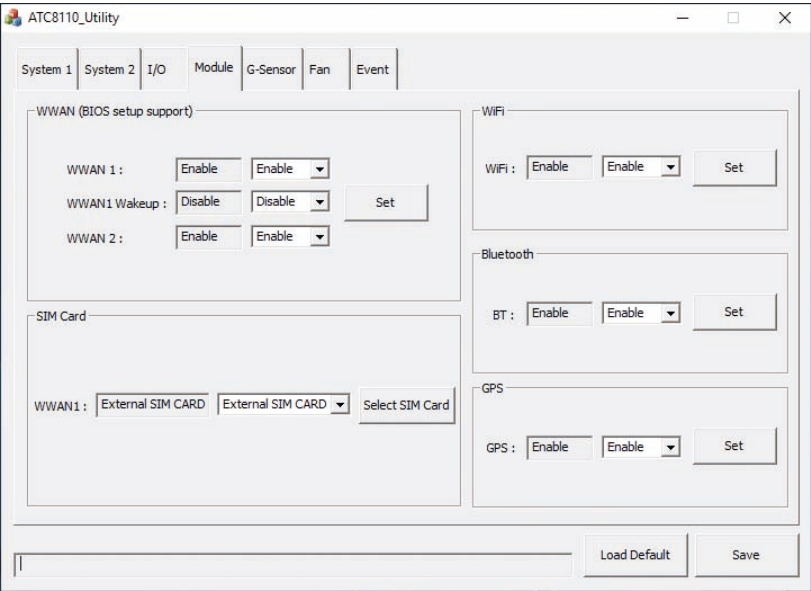 ATC8110_Utility
System 1 System 2 I/O Module G-Sensor Fan Event
WWAN (BIOS setup support)
WWAN 1 : Enable Enable
WWAN1 Wakeup : Disable Disable Set
WWAN 2 : Enable Enable
SIM Card
WWAN1 : External SIM CARD External SIM CARD Select SIM Card
WiFi
WiFi : Enable Enable Set
Bluetooth
BT : Enable Enable Set
GPS
GPS : Enable Enable Set
Load Default Save